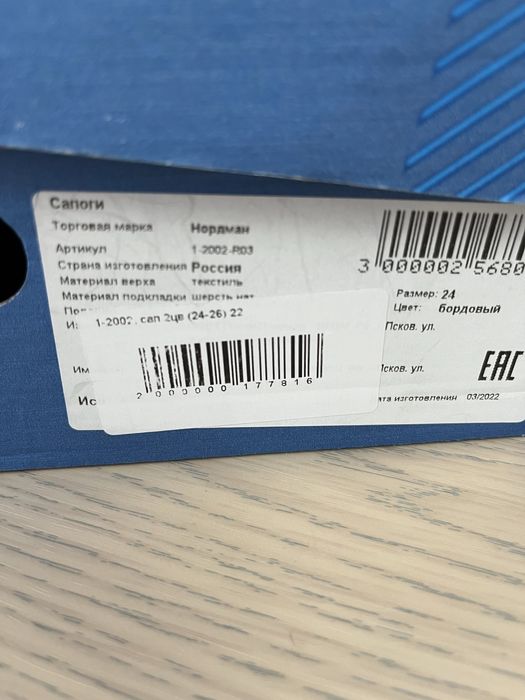 Сапоги
Торговая марка Нордман
Артикул 1-2002-R03
Страна изготовления Россия
Материал верха текстиль
Материал подкладки шерсть
3 000002 5680
Размер: 24
Цвет: бордовый
Псков. ул.
1-2002, сап 2цв (24-26) 22
2 000000 177816
Псков. ул.
EAC
изготовления 03/2022